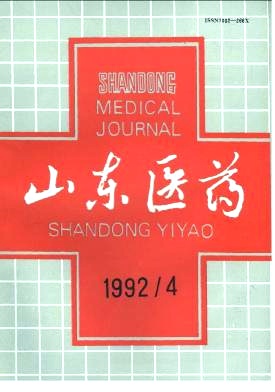 SHANDONG
MEDICAL
JOURNAL
山东医药
SHANDONG YIYAO
1992/4